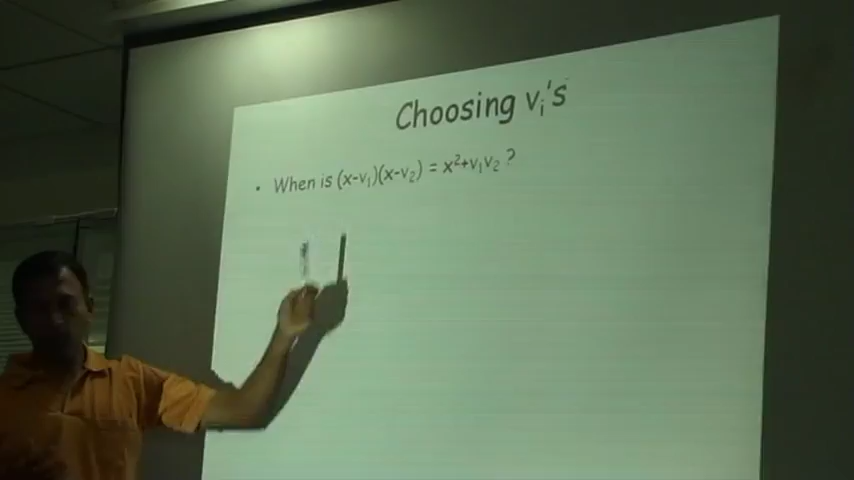 Choosing vᵢ's
• When is (x-v₁)(x-v₂) = x²+v₁v₂ ?